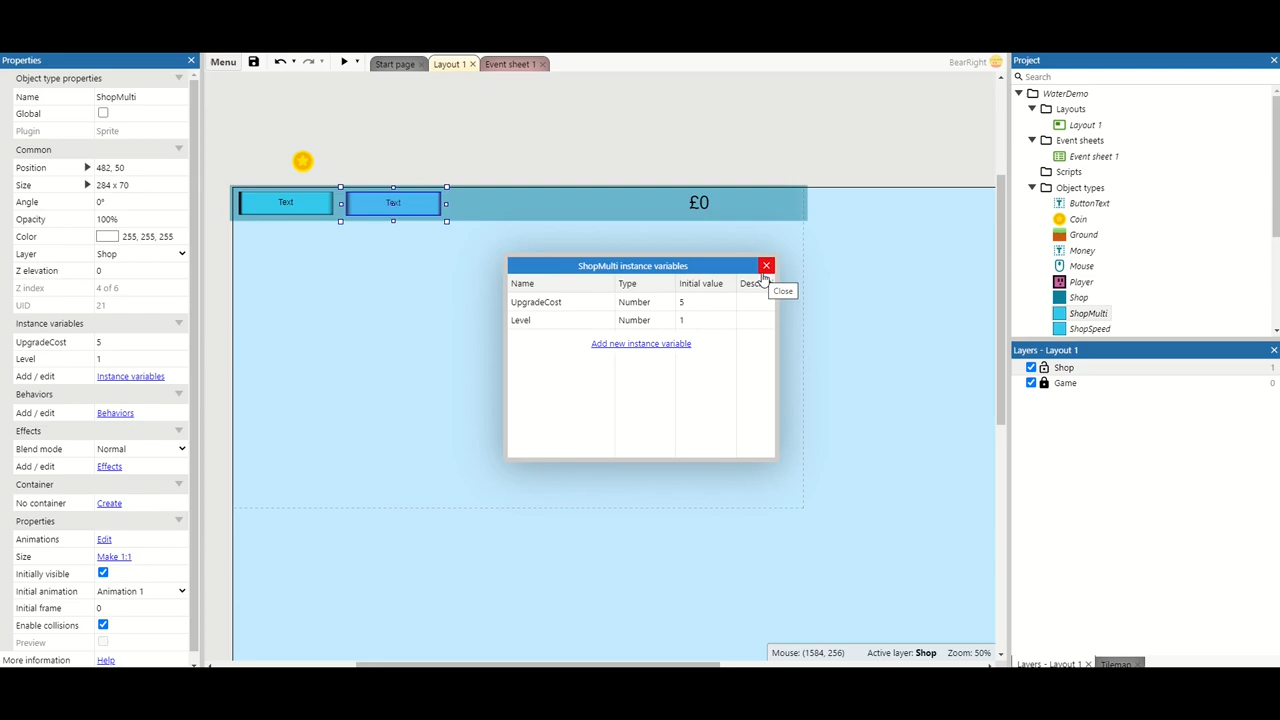 Properties
Object type properties
Name ShopMulti
Global
Plugin Sprite
Common
Position 482, 50
Size 284 x 70
Angle 0°
Opacity 100%
Color 255, 255, 255
Layer Shop
Z elevation 0
Z index 4 of 6
UID 21
Instance variables
UpgradeCost 5
Level 1
Add / edit Instance variables
Behaviors
Add / edit Behaviors
Effects
Blend mode Normal
Add / edit Effects
Container
No container Create
Properties
Animations Edit
Size Make 1:1
Initially visible
Initial animation Animation 1
Initial frame 0
Enable collisions
Preview
More information Help
Menu
Start page
Layout 1
Event sheet 1
BearRight
Text
Text
£0
ShopMulti instance variables
Name Type Initial value Desc
UpgradeCost Number 5
Level Number 1
Add new instance variable
Close
Mouse: (1584, 256) Active layer: Shop Zoom: 50%
Project
Search
WaterDemo
Layouts
Layout 1
Event sheets
Event sheet 1
Scripts
Object types
ButtonText
Coin
Ground
Money
Mouse
Player
Shop
ShopMulti
ShopSpeed
Layers - Layout 1
Shop 1
Game 0
Layers - Layout 1 Tilemap